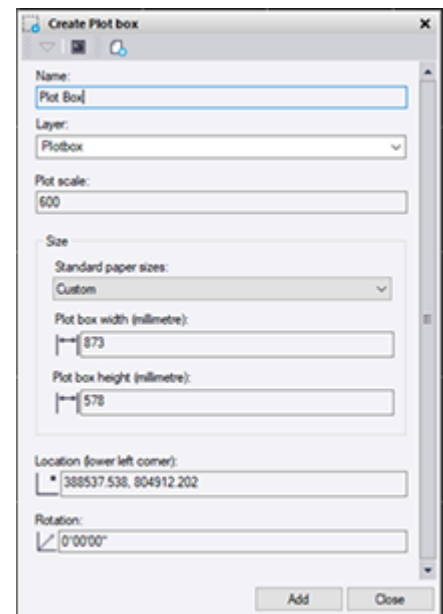 Create Plot box
Name:
Plot Box
Layer:
Plotbox
Plot scale:
600
Size
Standard paper sizes:
Custom
Plot box width (millimetre):
873
Plot box height (millimetre):
578
Location (lower left corner):
388537.538, 804912.202
Rotation:
0°00'00"
Add Close